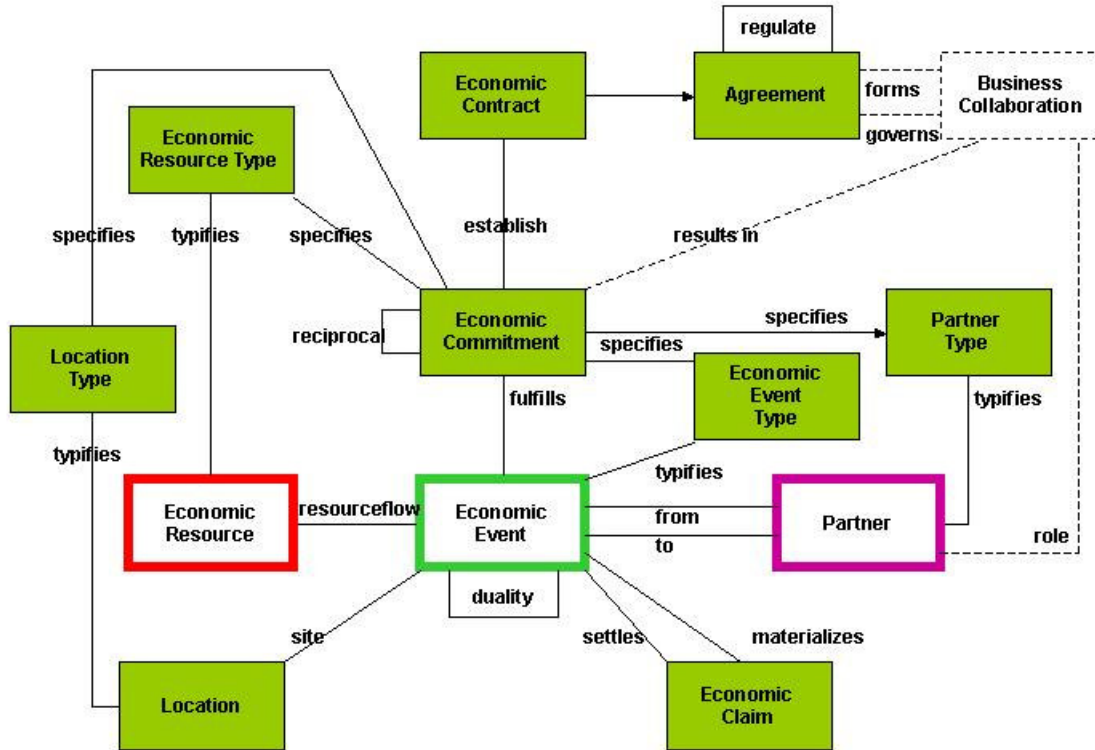 regulate
Economic
Contract
Agreement
forms
governs
Business
Collaboration
Economic
Resource Type
specifies
typifies
specifies
establish
results in
reciprocal
Economic
Commitment
specifies
specifies
Partner
Type
Location
Type
fulfills
Economic
Event
Type
typifies
typifies
typifies
Economic
Resource
resourceflow
Economic
Event
from
to
Partner
role
duality
site
settles
materializes
Location
Economic
Claim